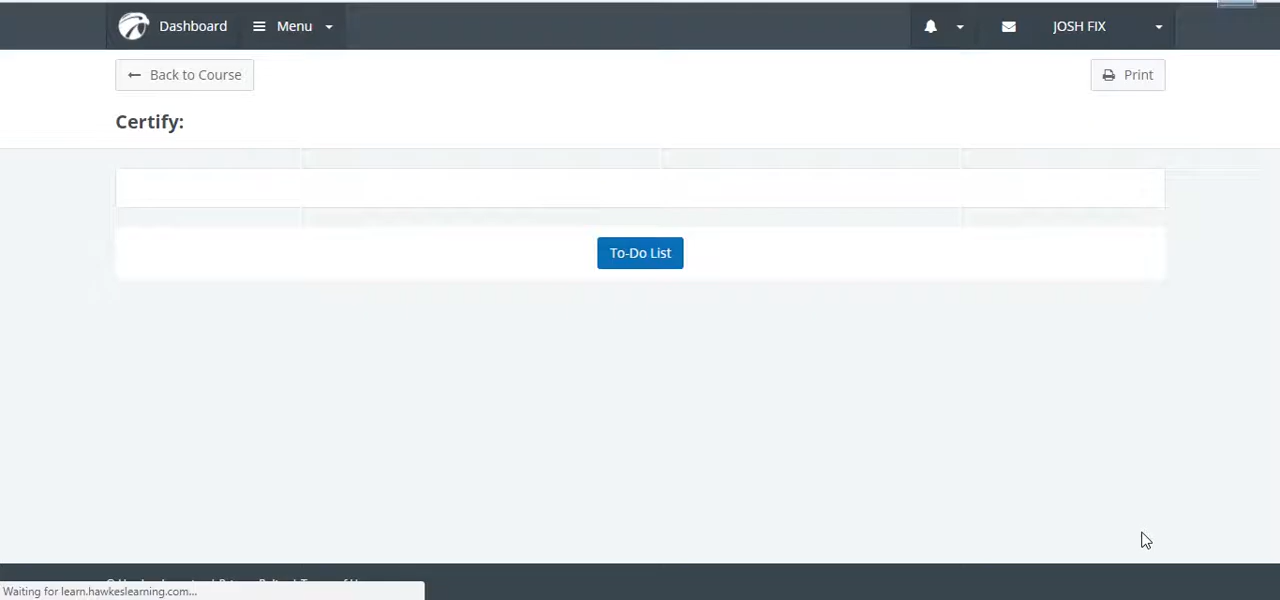 Dashboard Menu JOSH FIX
Back to Course Print
Certify:
To-Do List
Waiting for learn.hawkeslearning.com...